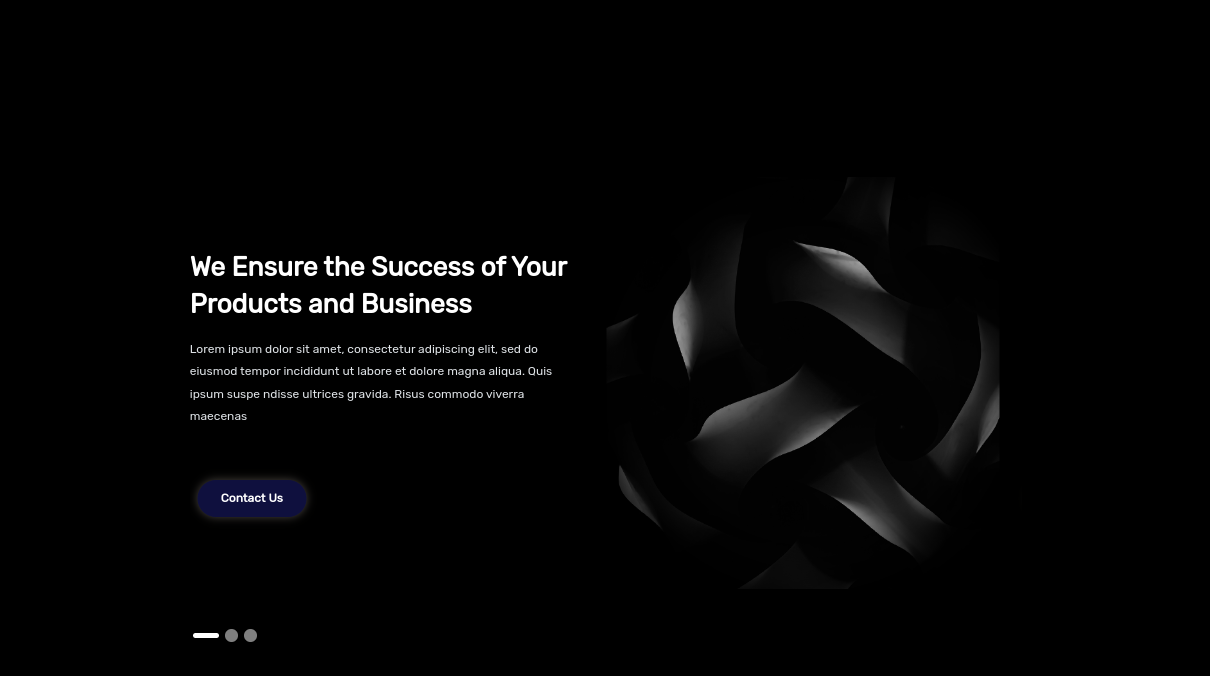 We Ensure the Success of Your
Products and Business
Lorem ipsum dolor sit amet, consectetur adipiscing elit, sed do
eiusmod tempor incididunt ut labore et dolore magna aliqua. Quis
ipsum suspe ndisse ultrices gravida. Risus commodo viverra
maecenas
Contact Us